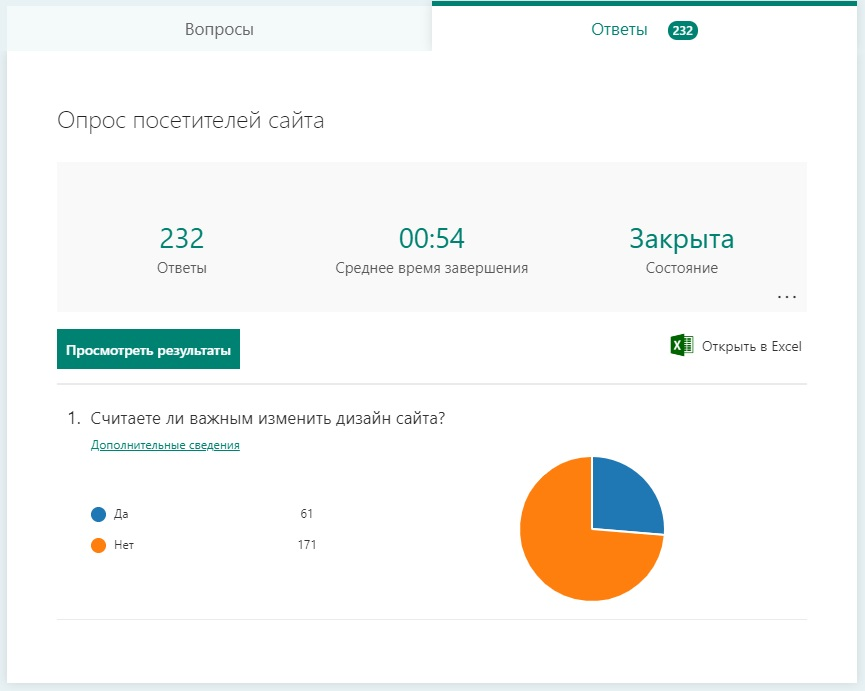 Вопросы
Ответы 232
Опрос посетителей сайта
232 00:54 Закрыта
Ответы Среднее время завершения Состояние
...
Просмотреть результаты
X Открыть в Excel
1. Считаете ли важным изменить дизайн сайта?
Дополнительные сведения
Да 61
Нет 171